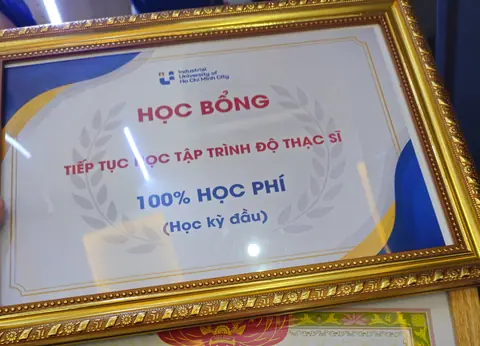 Industrial
University of
Ho Chi Minh City
HỌC BỔNG
TIẾP TỤC HỌC TẬP TRÌNH ĐỘ THẠC SĨ
100% HỌC PHÍ
(Học kỳ đầu)